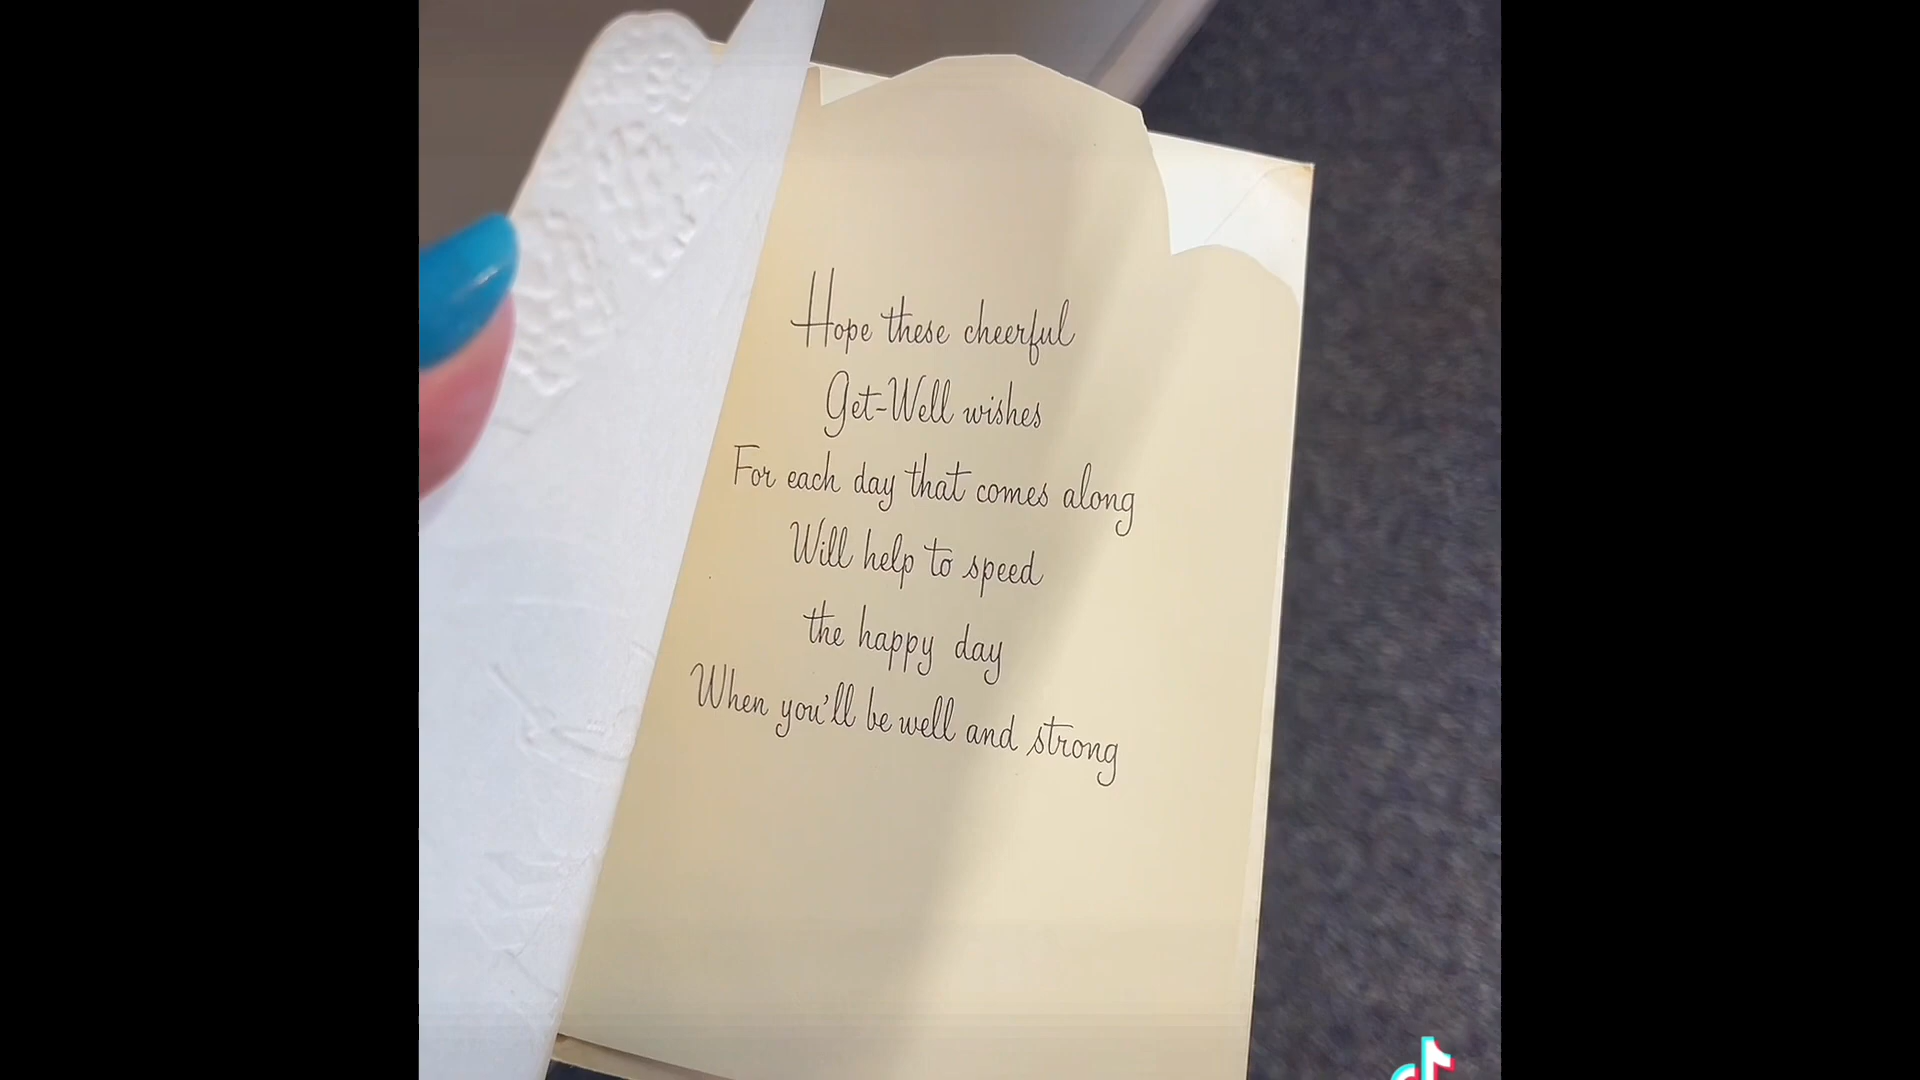 Hope these cheerful
Get-Well wishes
For each day that comes along
Will help to speed
the happy day
When you'll be well and strong